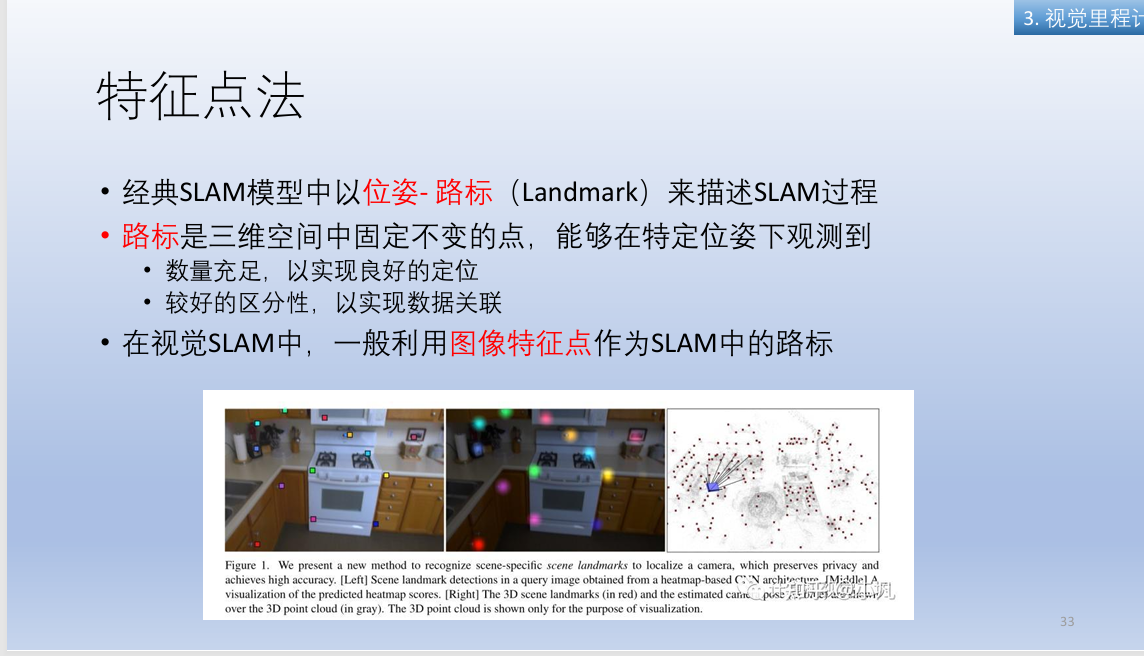 3. 视觉里程计
特征点法
• 经典SLAM模型中以位姿- 路标（Landmark）来描述SLAM过程
• 路标是三维空间中固定不变的点，能够在特定位姿下观测到
• 数量充足，以实现良好的定位
• 较好的区分性，以实现数据关联
• 在视觉SLAM中，一般利用图像特征点作为SLAM中的路标
Figure 1. We present a new method to recognize scene-specific scene landmarks to localize a camera, which preserves privacy and
achieves high accuracy. [Left] Scene landmark detections in a query image obtained from a heatmap-based CNN architecture. [Middle] A
visualization of the predicted heatmap scores. [Right] The 3D scene landmarks (in red) and the estimated camera pose
over the 3D point cloud (in gray). The 3D point cloud is shown only for the purpose of visualization.
33